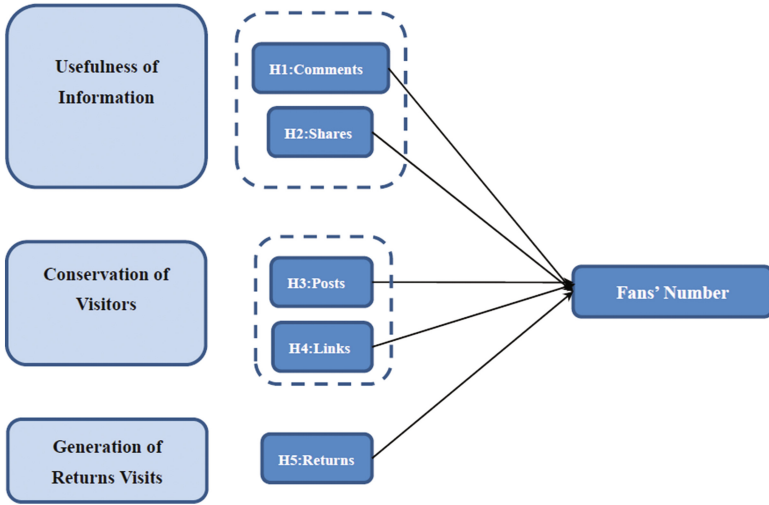 Usefulness of
Information
H1:Comments
H2:Shares
Conservation of
Visitors
H3:Posts
H4:Links
Fans’ Number
Generation of
Returns Visits
H5:Returns